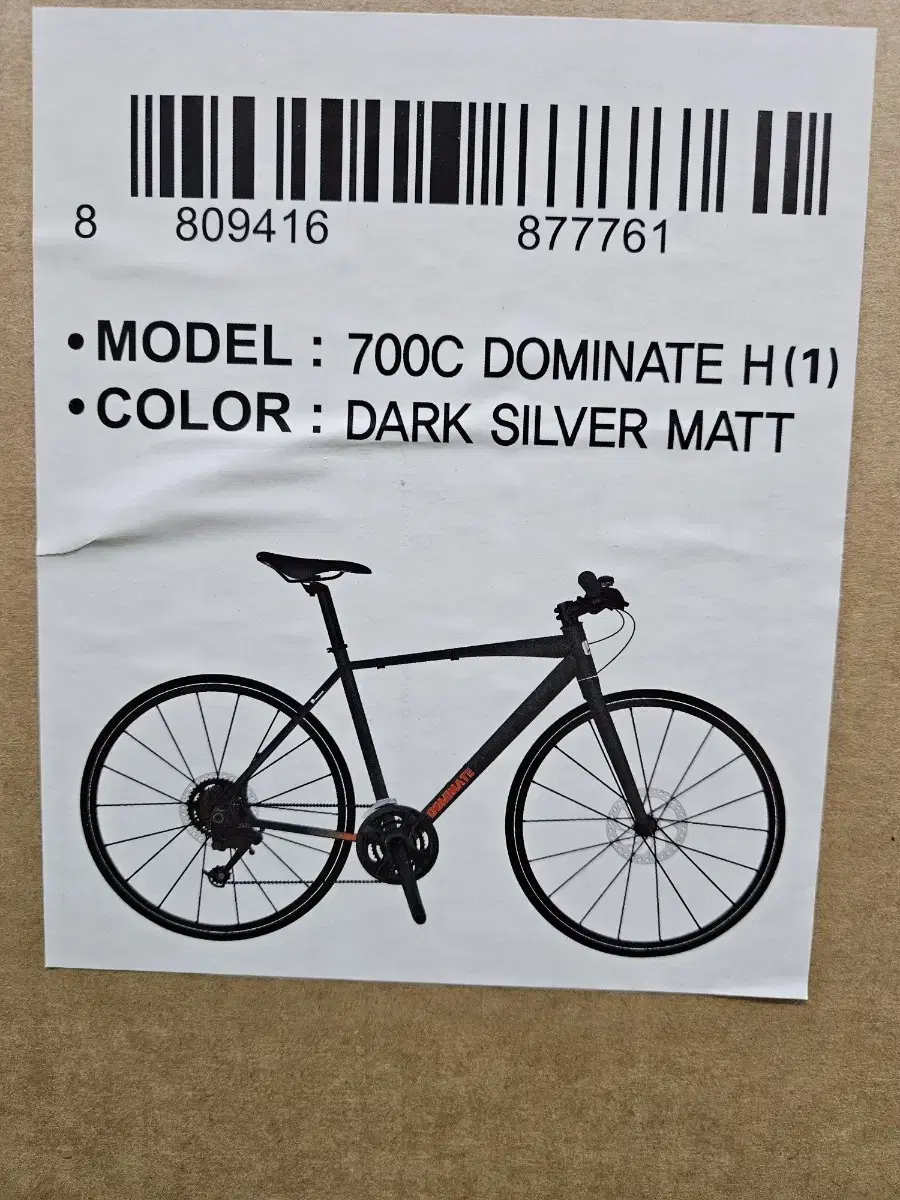 8 809416 877761
• MODEL : 700C DOMINATE H(1)
• COLOR : DARK SILVER MATT
DOMINATE